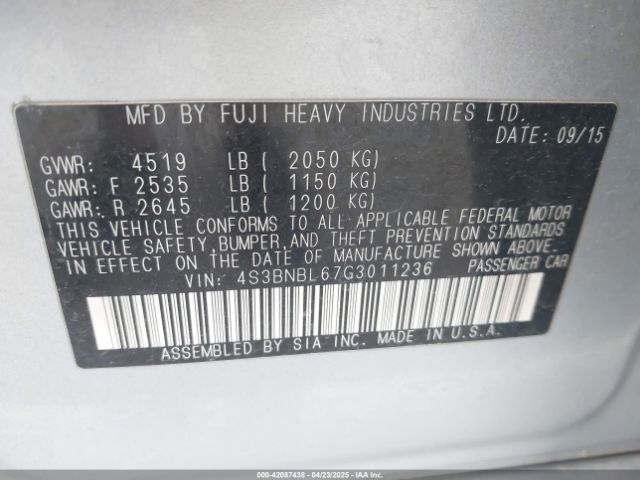 MFD BY FUJI HEAVY INDUSTRIES LTD.
DATE: 09/15
GVWR: 4519 LB ( 2050 KG)
GAWR: F 2535 LB ( 1150 KG)
GAWR: R 2645 LB ( 1200 KG)
THIS VEHICLE CONFORMS TO ALL APPLICABLE FEDERAL MOTOR
VEHICLE SAFETY, BUMPER, AND THEFT PREVENTION STANDARDS
IN EFFECT ON THE DATE OF MANUFACTURE SHOWN ABOVE.
VIN: 4S3BNBL67G3011236 PASSENGER CAR
ASSEMBLED BY SIA INC. MADE IN U.S.A.
000-42087438 - 04/23/2025 - IAAI.COM